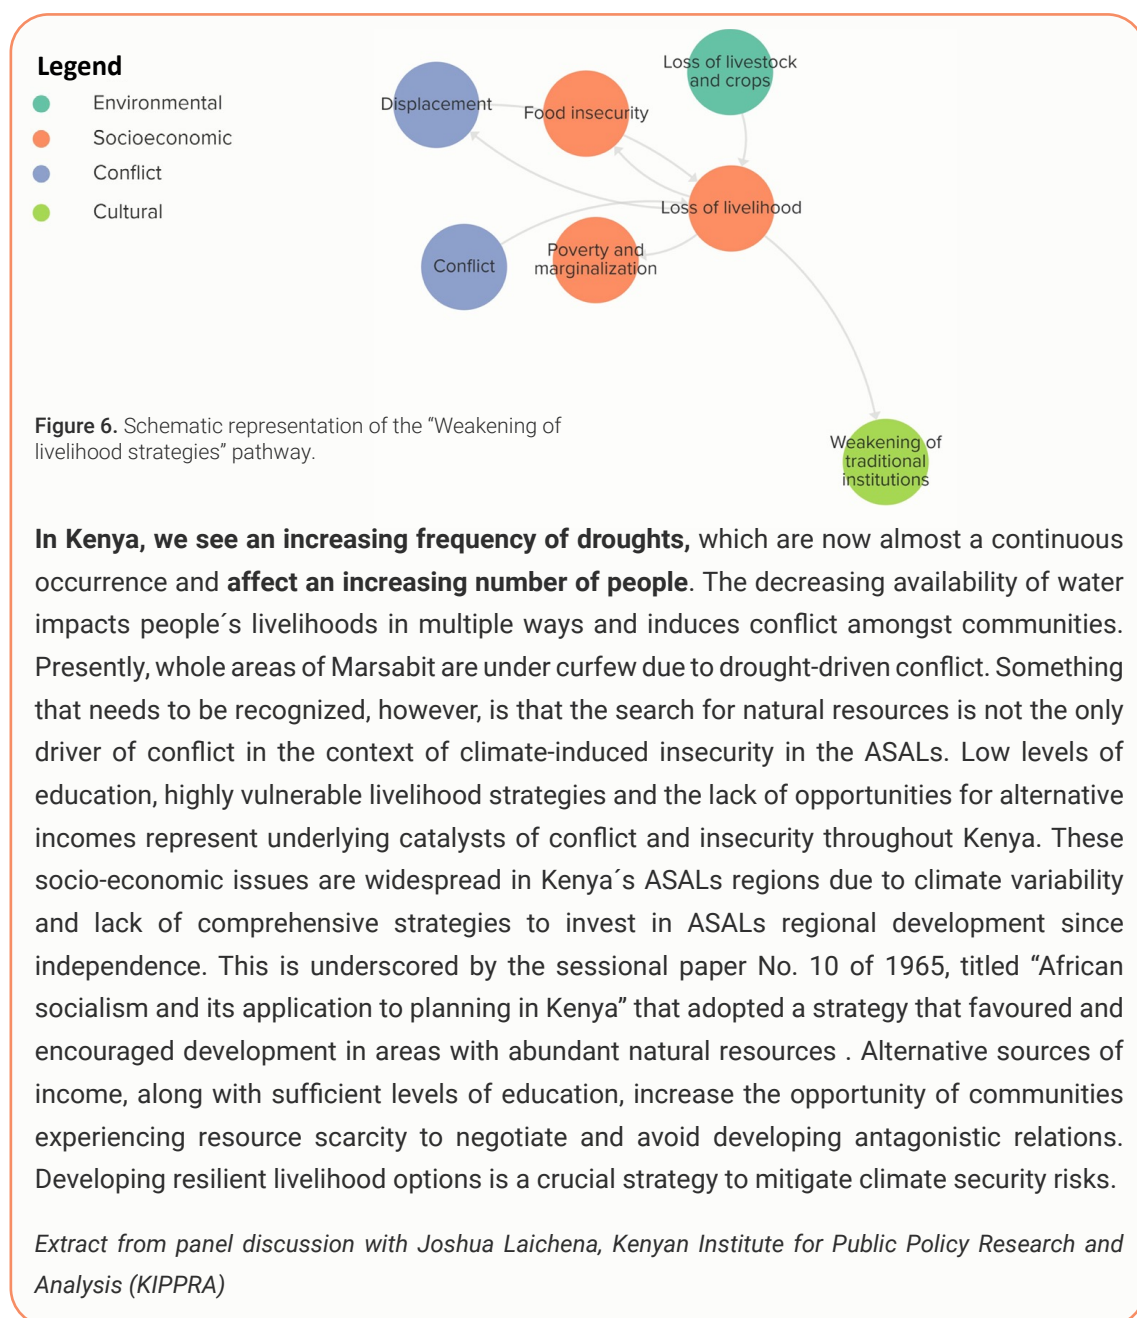 Legend
Environmental
Socioeconomic
Conflict
Cultural
Loss of livestock
and crops
Displacement
Food insecurity
Loss of livelihood
Conflict
Poverty and
marginalization
Weakening of
traditional
institutions
Figure 6. Schematic representation of the “Weakening of
livelihood strategies” pathway.
In Kenya, we see an increasing frequency of droughts, which are now almost a continuous
occurrence and affect an increasing number of people. The decreasing availability of water
impacts people´s livelihoods in multiple ways and induces conflict amongst communities.
Presently, whole areas of Marsabit are under curfew due to drought-driven conflict. Something
that needs to be recognized, however, is that the search for natural resources is not the only
driver of conflict in the context of climate-induced insecurity in the ASALs. Low levels of
education, highly vulnerable livelihood strategies and the lack of opportunities for alternative
incomes represent underlying catalysts of conflict and insecurity throughout Kenya. These
socio-economic issues are widespread in Kenya´s ASALs regions due to climate variability
and lack of comprehensive strategies to invest in ASALs regional development since
independence. This is underscored by the sessional paper No. 10 of 1965, titled “African
socialism and its application to planning in Kenya” that adopted a strategy that favoured and
encouraged development in areas with abundant natural resources . Alternative sources of
income, along with sufficient levels of education, increase the opportunity of communities
experiencing resource scarcity to negotiate and avoid developing antagonistic relations.
Developing resilient livelihood options is a crucial strategy to mitigate climate security risks.
Extract from panel discussion with Joshua Laichena, Kenyan Institute for Public Policy Research and
Analysis (KIPPRA)